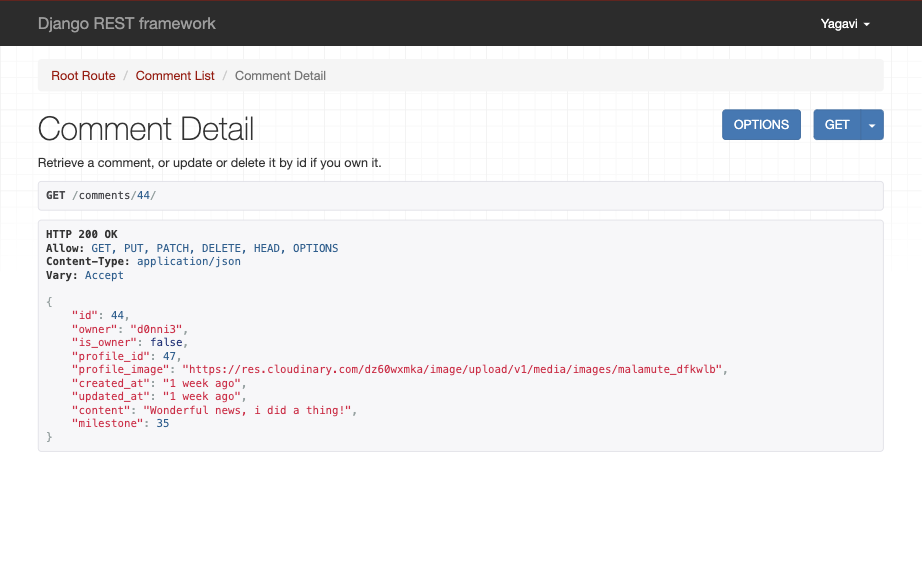 Django REST framework
Yagavi
Root Route / Comment List / Comment Detail
Comment Detail
OPTIONS
GET
Retrieve a comment, or update or delete it by id if you own it.
GET /comments/44/
HTTP 200 OK
Allow: GET, PUT, PATCH, DELETE, HEAD, OPTIONS
Content-Type: application/json
Vary: Accept
{
    "id": 44,
    "owner": "d0nni3",
    "is_owner": false,
    "profile_id": 47,
    "profile_image": "https://res.cloudinary.com/dz60wxmka/image/upload/v1/media/images/malamute_dfkwlb",
    "created_at": "1 week ago",
    "updated_at": "1 week ago",
    "content": "Wonderful news, i did a thing!",
    "milestone": 35
}